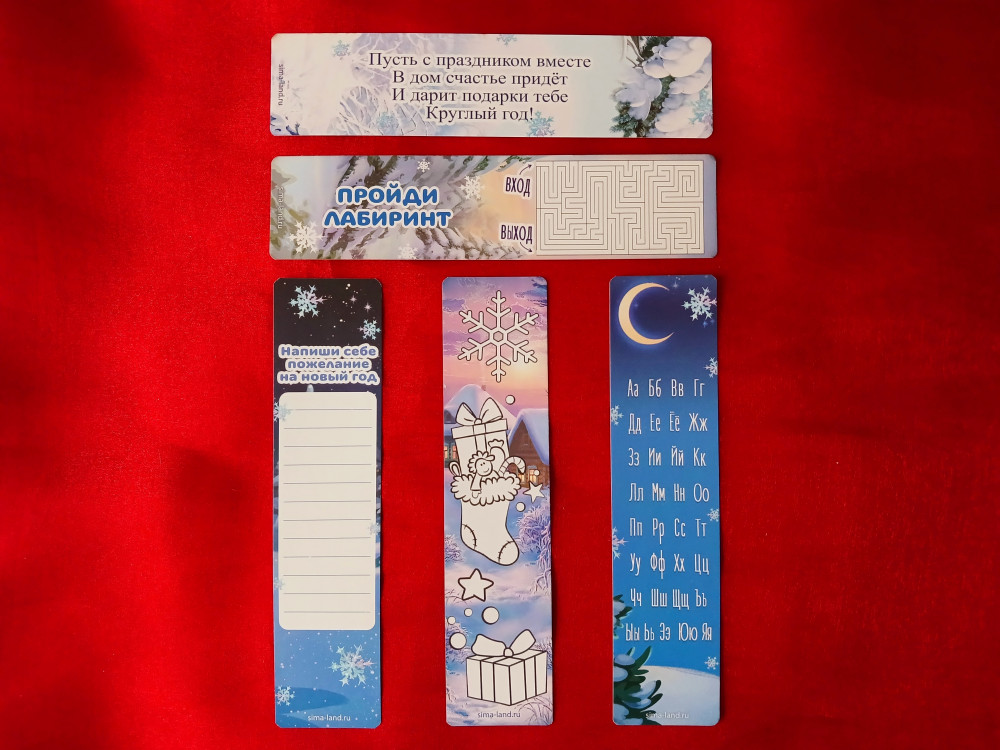 Пусть с праздником вместе
В дом счастье придёт
И дарит подарки тебе
Круглый год!
sima-land.ru
ПРОЙДИ
ЛАБИРИНТ
ВХОД
ВЫХОД
Напиши себе
пожелание
на новый год
sima-land.ru
sima-land.ru
Аа Бб Вв Гг
Дд Ее Ёё Жж
Зз Ии Йй Кк
Лл Мм Нн Оо
Пп Рр Сс Тт
Уу Фф Хх Цц
Чч Шш Щщ Ъъ
Ыы Ьь Ээ Юю Яя
sima-land.ru